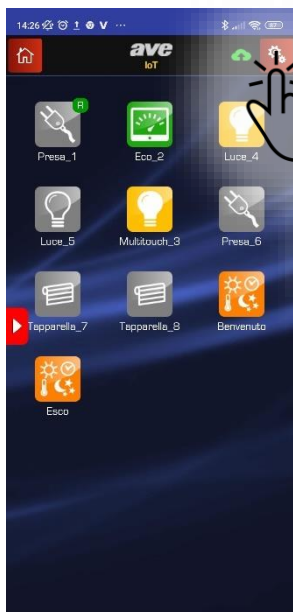 14:26
ave
IoT
A
Presa_1
Eco_2
Luce_4
Luce_5
Multitouch_3
Presa_6
Tapparella_7
Tapparella_8
Benvenuto
Esco